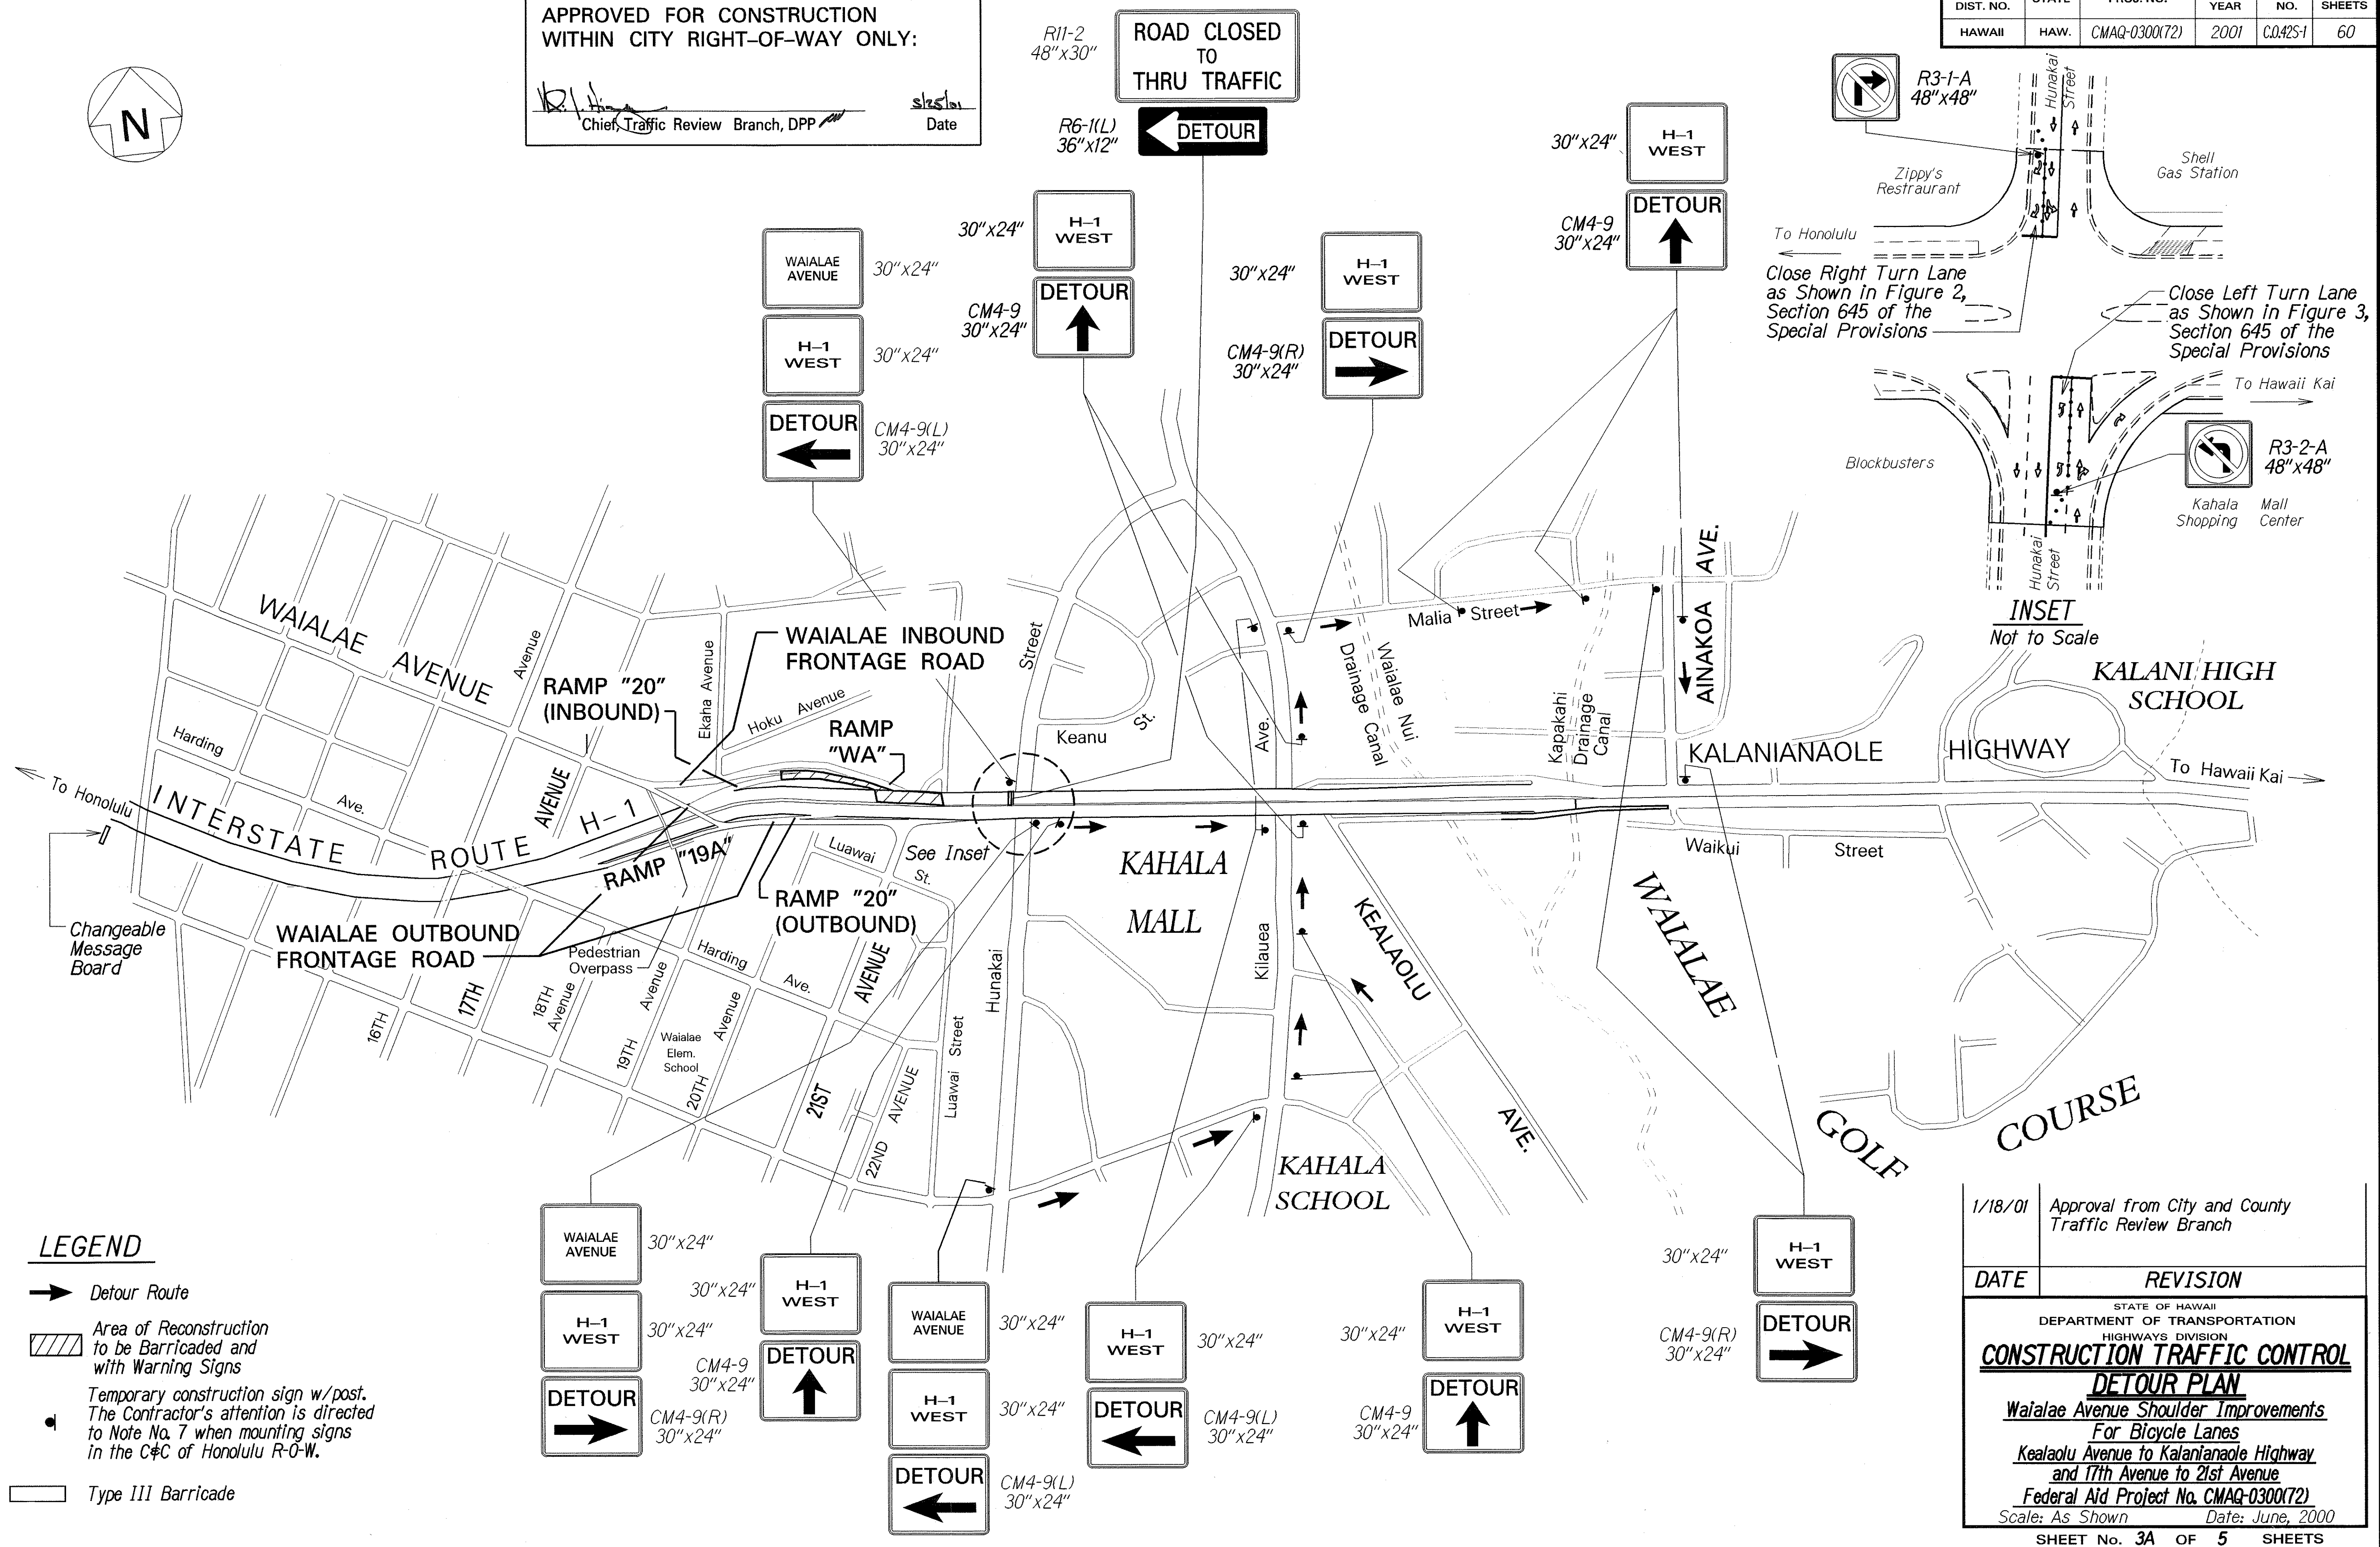 APPROVED FOR CONSTRUCTION
WITHIN CITY RIGHT-OF-WAY ONLY:
5/25/01
Chief, Traffic Review Branch, DPP
Date
N
DIST. NO.
YEAR
NO.
SHEETS
HAWAII
HAW.
CMAQ-0300(72)
2001
C.O.42S-1
60
R11-2
48"x30"
ROAD CLOSED
TO
THRU TRAFFIC
R6-1(L)
36"x12"
DETOUR
WAIALAE
AVENUE
30"x24"
H-1
WEST
30"x24"
DETOUR
CM4-9(L)
30"x24"
30"x24"
H-1
WEST
CM4-9
30"x24"
DETOUR
30"x24"
H-1
WEST
CM4-9(R)
30"x24"
DETOUR
30"x24"
H-1
WEST
CM4-9
30"x24"
DETOUR
R3-1-A
48"x48"
Hunakai
Street
Zippy's
Restraurant
Shell
Gas Station
To Honolulu
Close Right Turn Lane
as Shown in Figure 2,
Section 645 of the
Special Provisions
Close Left Turn Lane
as Shown in Figure 3,
Section 645 of the
Special Provisions
To Hawaii Kai
Blockbusters
R3-2-A
48"x48"
Kahala Mall
Shopping Center
Hunakai
Street
INSET
Not to Scale
WAIALAE AVENUE
Avenue
Harding
Ave.
AVENUE
To Honolulu
INTERSTATE ROUTE H-1
Changeable
Message
Board
RAMP "20"
(INBOUND)
Ekaha Avenue
Hoku Avenue
WAIALAE INBOUND
FRONTAGE ROAD
RAMP
"WA"
Street
Keanu St.
Ave.
Drainage Canal
Waialae Nui
Malia Street
Kapakahi
Drainage
Canal
AINAKOA AVE.
KALANI HIGH
SCHOOL
KALANIANAOLE HIGHWAY
To Hawaii Kai
WAIALAE OUTBOUND
FRONTAGE ROAD
RAMP "19A"
Pedestrian
Overpass
RAMP "20"
(OUTBOUND)
Luawai
St.
See Inset
KAHALA
MALL
Waikui Street
16TH
17TH
18TH
Avenue
19TH
Avenue
Waialae
Elem.
School
20TH
Avenue
Harding
Ave.
21ST
AVENUE
22ND
AVENUE
Luawai Street
Hunakai
Kilauea
KEALAOLU
AVE.
WAIALAE
GOLF
COURSE
KAHALA
SCHOOL
WAIALAE
AVENUE
30"x24"
H-1
WEST
30"x24"
DETOUR
CM4-9(R)
30"x24"
30"x24"
H-1
WEST
CM4-9
30"x24"
DETOUR
WAIALAE
AVENUE
30"x24"
H-1
WEST
30"x24"
DETOUR
CM4-9(L)
30"x24"
H-1
WEST
30"x24"
DETOUR
CM4-9(L)
30"x24"
30"x24"
H-1
WEST
CM4-9
30"x24"
DETOUR
30"x24"
H-1
WEST
CM4-9(R)
30"x24"
DETOUR
LEGEND
Detour Route
Area of Reconstruction
to be Barricaded and
with Warning Signs
Temporary construction sign w/post.
The Contractor's attention is directed
to Note No. 7 when mounting signs
in the C&C of Honolulu R-O-W.
Type III Barricade
1/18/01
Approval from City and County
Traffic Review Branch
DATE
REVISION
STATE OF HAWAII
DEPARTMENT OF TRANSPORTATION
HIGHWAYS DIVISION
CONSTRUCTION TRAFFIC CONTROL
DETOUR PLAN
Waialae Avenue Shoulder Improvements
For Bicycle Lanes
Kealaolu Avenue to Kalanianaole Highway
and 17th Avenue to 21st Avenue
Federal Aid Project No. CMAQ-0300(72)
Scale: As Shown
Date: June, 2000
SHEET No. 3A OF 5 SHEETS